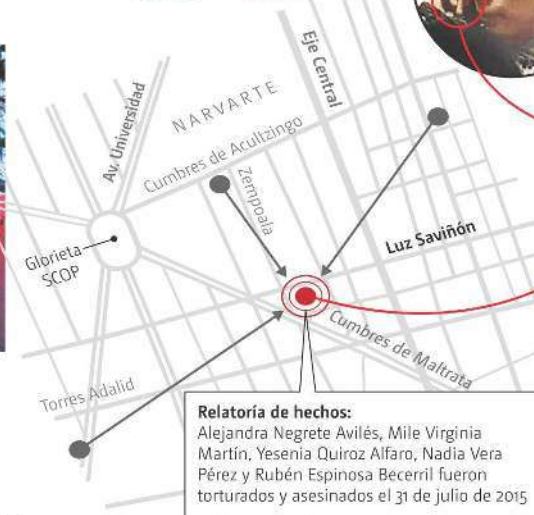 Eje Central
Av. Universidad
NARVARTE
Cumbres de Acultzingo
Zempoala
Luz Saviñón
Glorieta
SCOP
Cumbres de Maltrata
Torres Adalid
Relatoría de hechos:
Alejandra Negrete Avilés, Mile Virginia
Martín, Yesenia Quiroz Alfaro, Nadia Vera
Pérez y Rubén Espinosa Becerril fueron
torturados y asesinados el 31 de julio de 2015